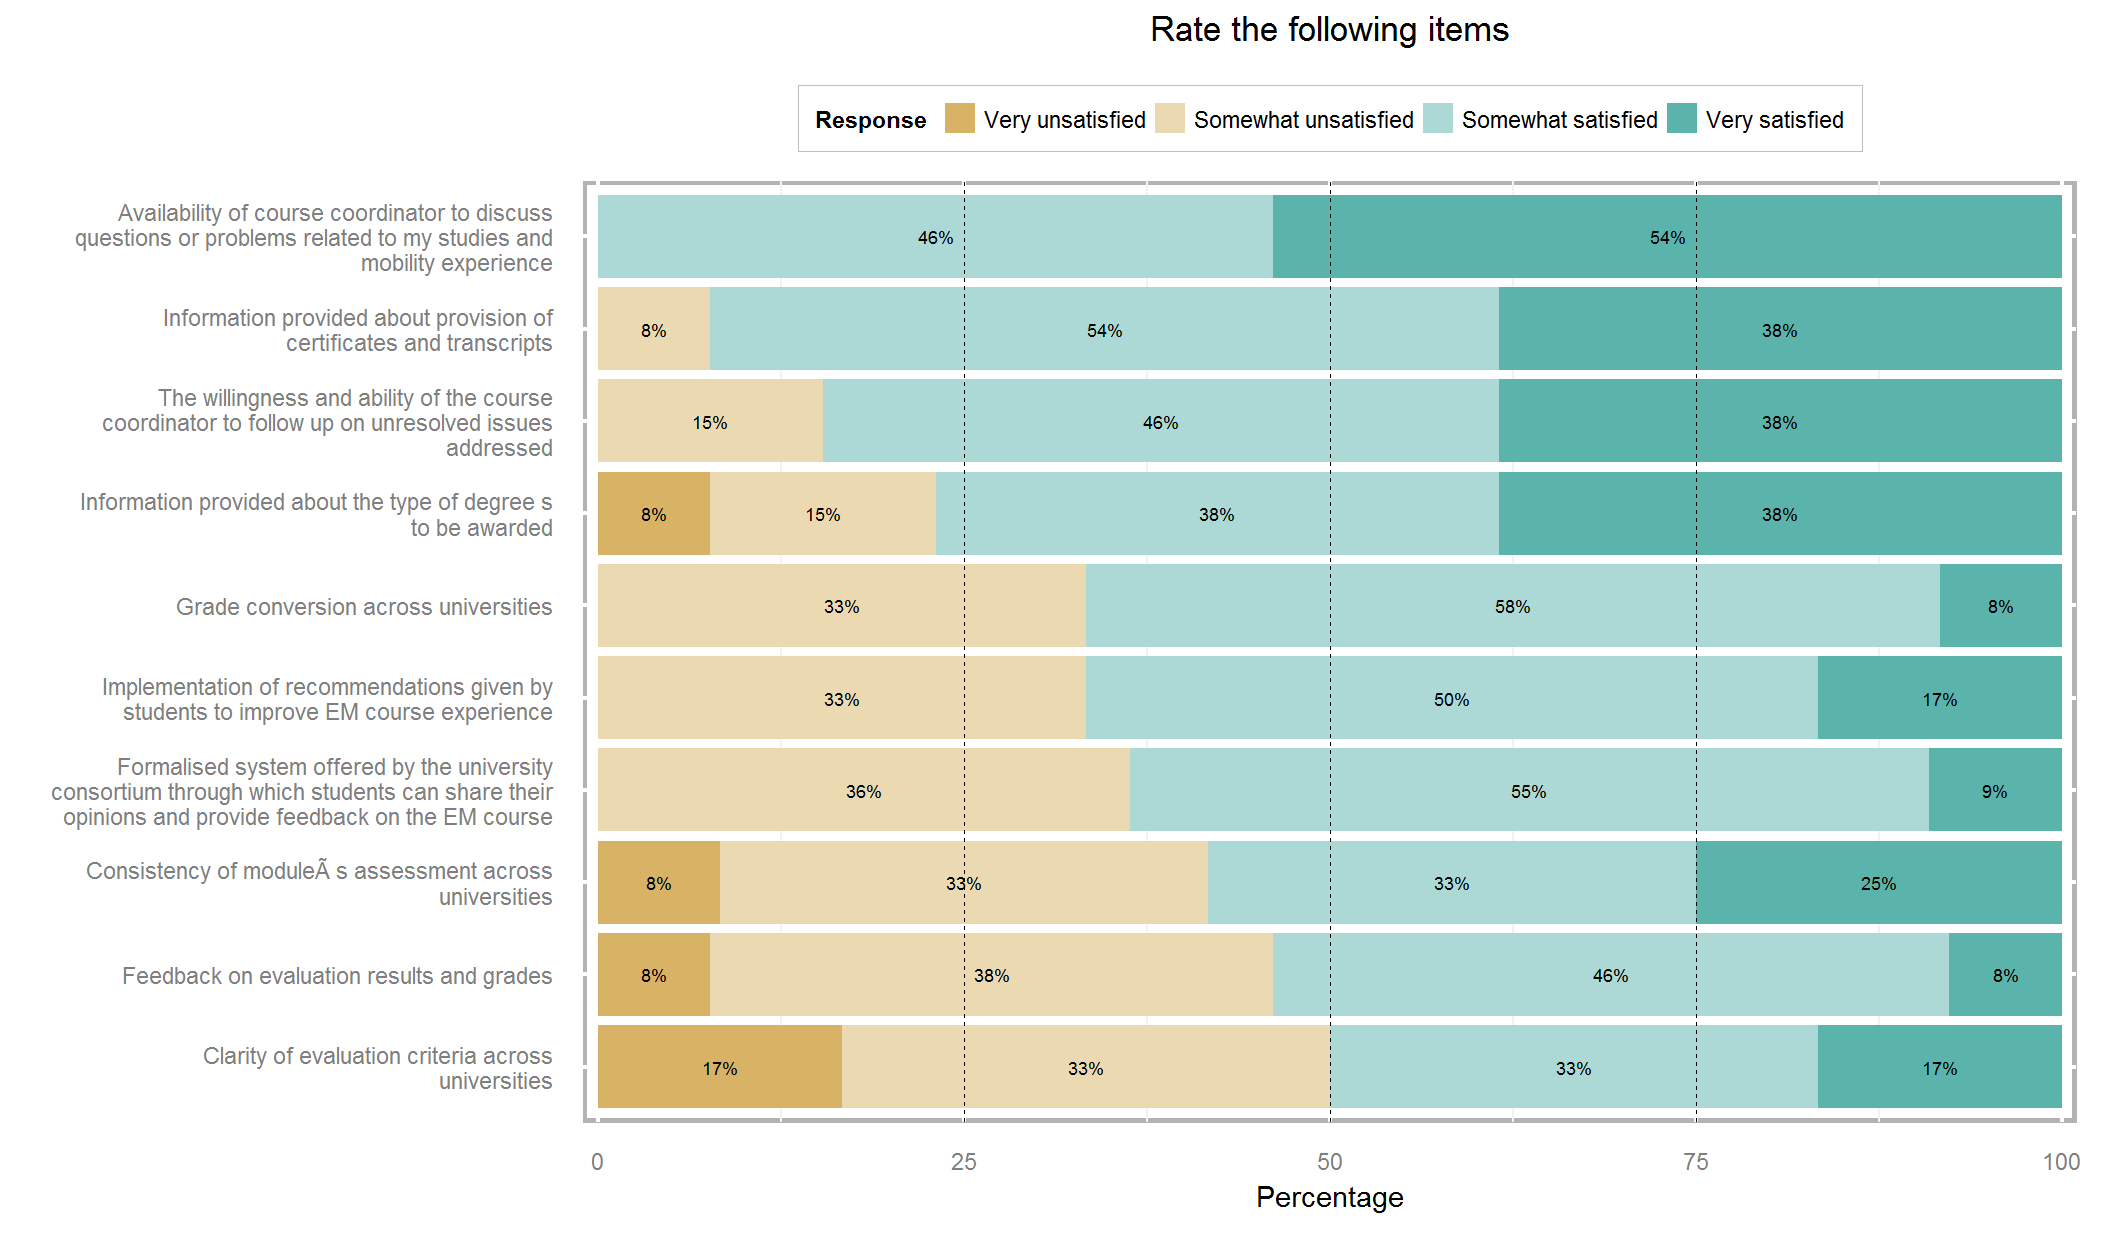 Rate the following items
Response Very unsatisfied Somewhat unsatisfied Somewhat satisfied Very satisfied
Availability of course coordinator to discuss
questions or problems related to my studies and
mobility experience
46% 54%
Information provided about provision of
certificates and transcripts
8% 54% 38%
The willingness and ability of the course
coordinator to follow up on unresolved issues
addressed
15% 46% 38%
Information provided about the type of degree s
to be awarded
8% 15% 38% 38%
Grade conversion across universities
33% 58% 8%
Implementation of recommendations given by
students to improve EM course experience
33% 50% 17%
Formalised system offered by the university
consortium through which students can share their
opinions and provide feedback on the EM course
36% 55% 9%
Consistency of moduleÃ s assessment across
universities
8% 33% 33% 25%
Feedback on evaluation results and grades
8% 38% 46% 8%
Clarity of evaluation criteria across
universities
17% 33% 33% 17%
0 25 50 75 100
Percentage